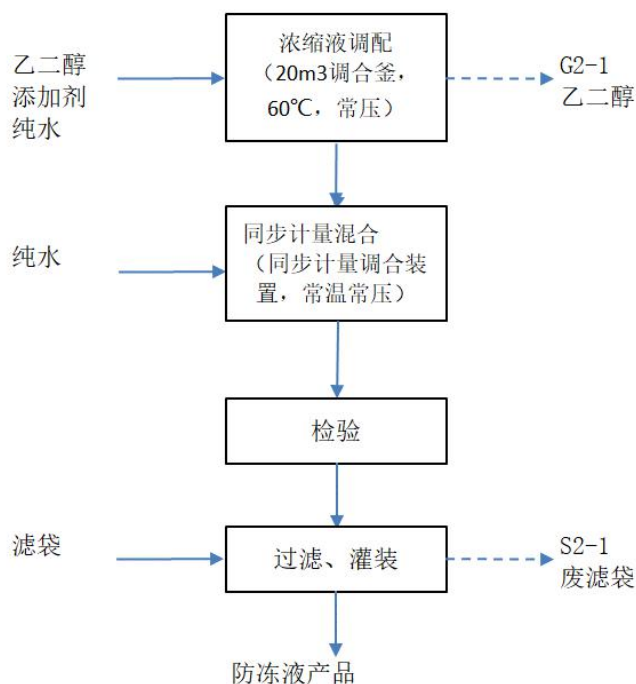 浓缩液调配
（20m3调合釜，
60℃，常压）
乙二醇
添加剂
纯水
G2-1
乙二醇
同步计量混合
（同步计量调合装
置，常温常压）
纯水
检验
滤袋
过滤、灌装
S2-1
废滤袋
防冻液产品